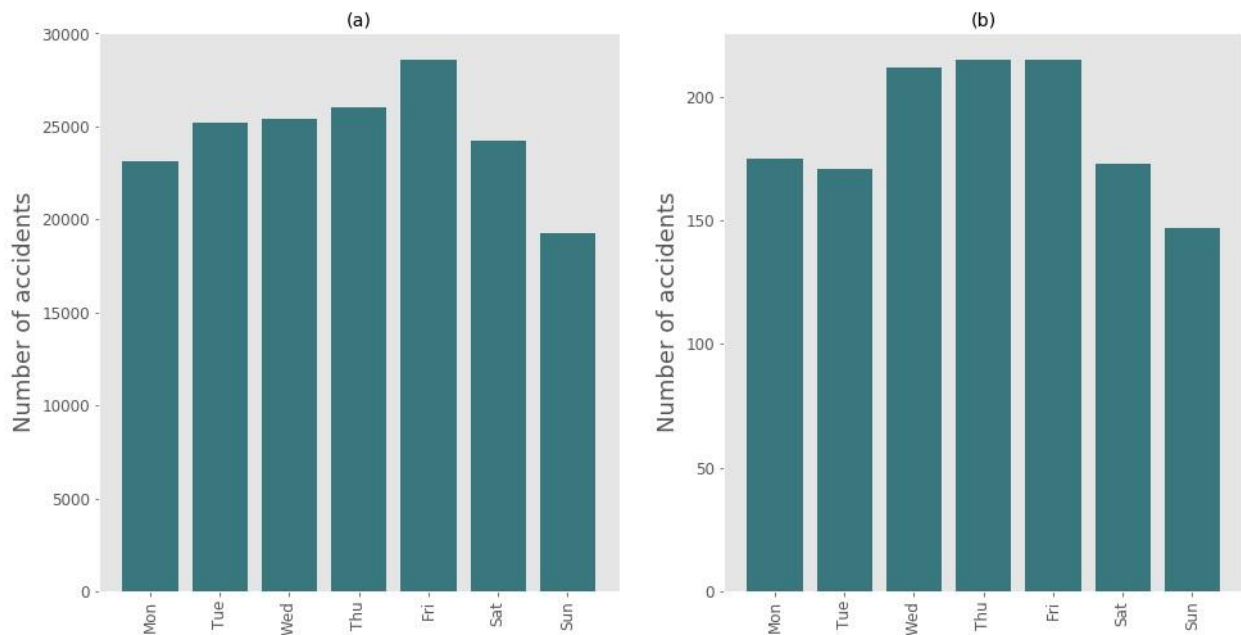 (a)
Number of accidents
30000
25000
20000
15000
10000
5000
0
Mon
Tue
Wed
Thu
Fri
Sat
Sun
(b)
Number of accidents
200
150
100
50
0
Mon
Tue
Wed
Thu
Fri
Sat
Sun